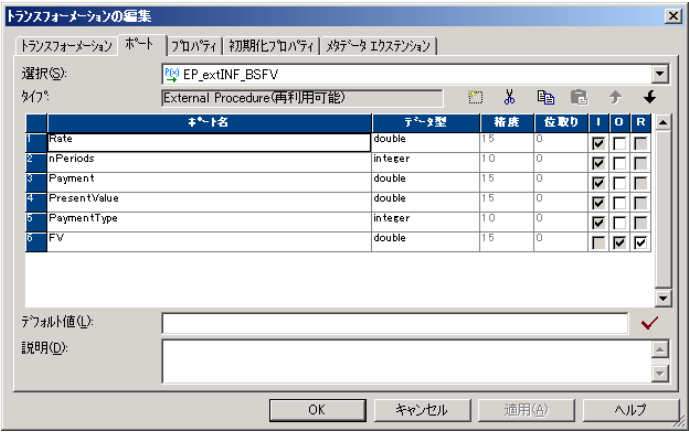 トランスフォーメーションの編集
トランスフォーメーション ポート プロパティ 初期化プロパティ メタデータ エクステンション
選択(S): EP_extINF_BSFV
タイプ: External Procedure(再利用可能)
ポート名 データ型 精度 位取り I O R
1 Rate double 15 0
2 nPeriods integer 10 0
3 Payment double 15 0
4 PresentValue double 15 0
5 PaymentType integer 10 0
6 FV double 15 0
デフォルト値(L):
説明(D):
OK キャンセル 適用(A) ヘルプ